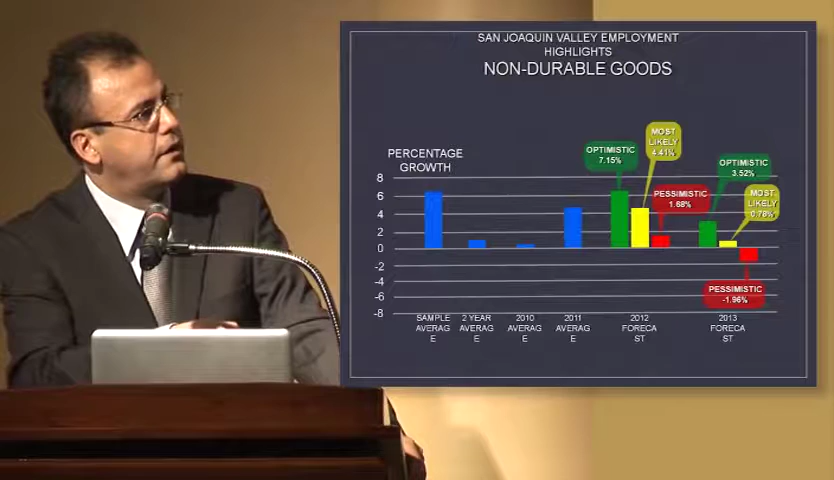 SAN JOAQUIN VALLEY EMPLOYMENT
HIGHLIGHTS
NON-DURABLE GOODS
PERCENTAGE
GROWTH
8
6
4
2
0
-2
-4
-6
-8
OPTIMISTIC
7.15%
MOST
LIKELY
4.41%
PESSIMISTIC
1.68%
OPTIMISTIC
3.52%
MOST
LIKELY
0.78%
PESSIMISTIC
-1.96%
SAMPLE
AVERAG
E
2 YEAR
AVERAG
E
2010
AVERAG
E
2011
AVERAG
E
2012
FORECA
ST
2013
FORECA
ST